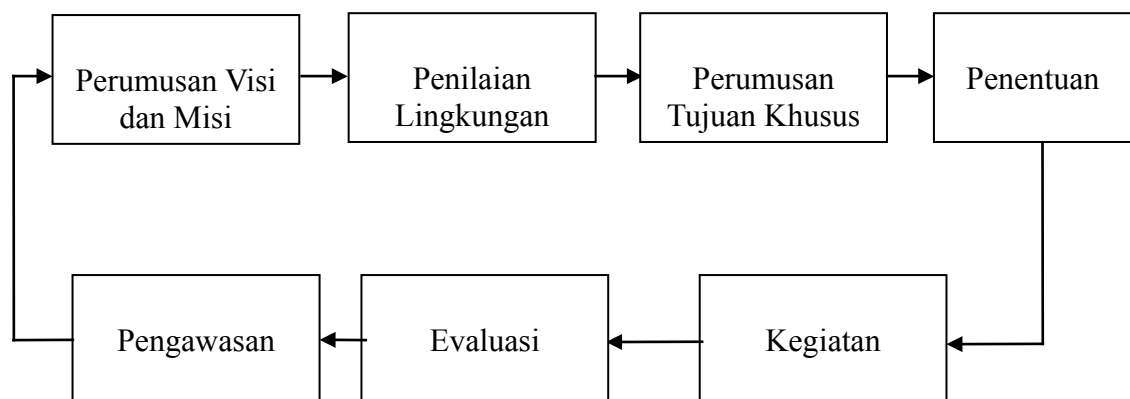 Perumusan Visi
dan Misi
Penilaian
Lingkungan
Perumusan
Tujuan Khusus
Penentuan
Pengawasan
Evaluasi
Kegiatan